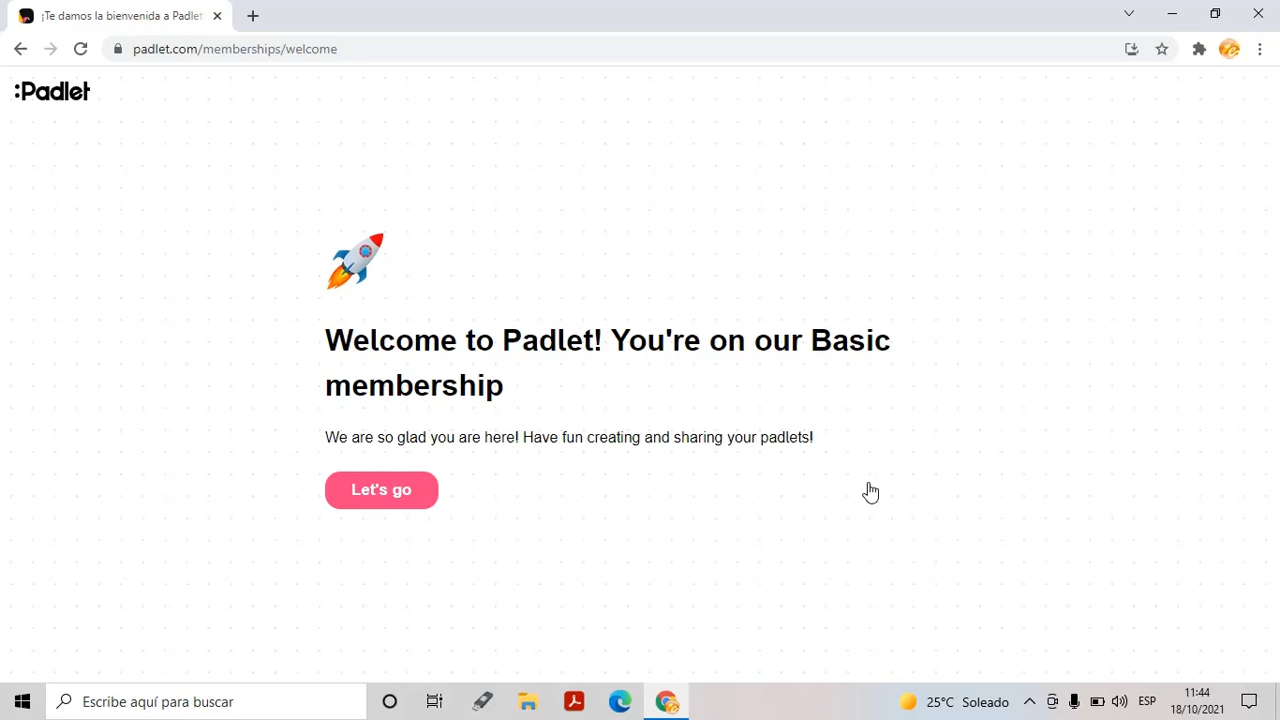 ¡Te damos la bienvenida a Padlet
padlet.com/memberships/welcome
:Padlet
Welcome to Padlet! You're on our Basic
membership
We are so glad you are here! Have fun creating and sharing your padlets!
Let's go
Escribe aquí para buscar
25°C Soleado
ESP
11:44
18/10/2021